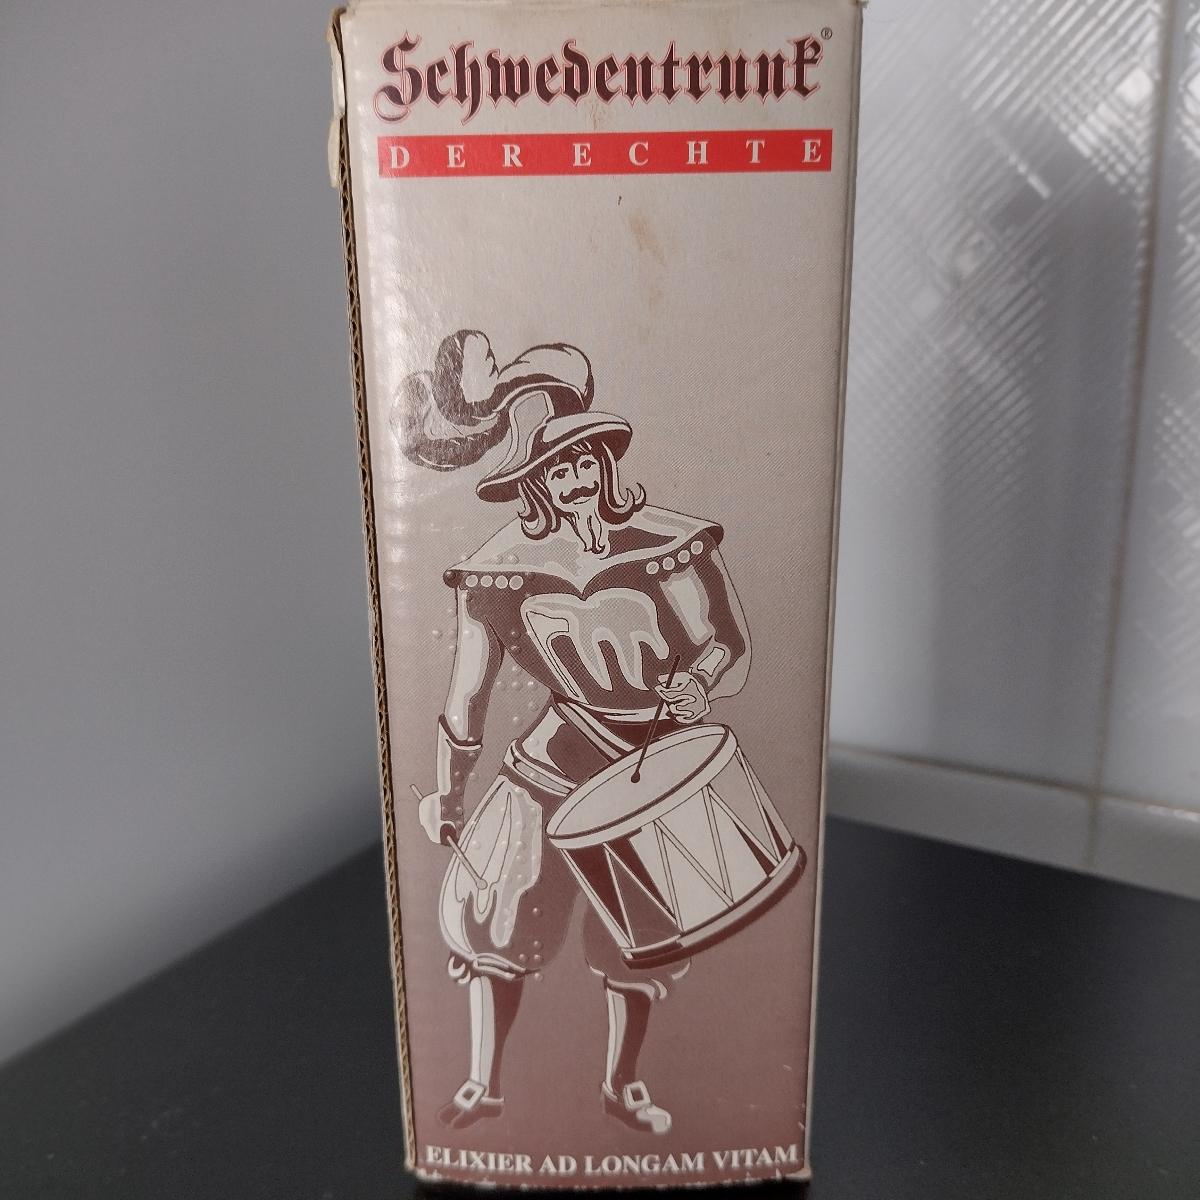 Schwedentrunk®
DER ECHTE
ELIXIER AD LONGAM VITAM